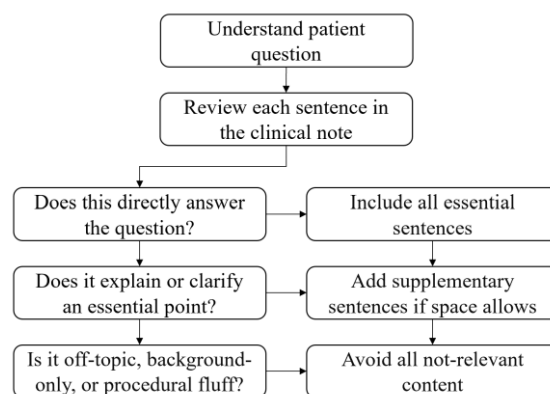 Understand patient
question
Review each sentence in
the clinical note
Does this directly answer
the question?
Include all essential
sentences
Does it explain or clarify
an essential point?
Add supplementary
sentences if space allows
Is it off-topic, background-
only, or procedural fluff?
Avoid all not-relevant
content